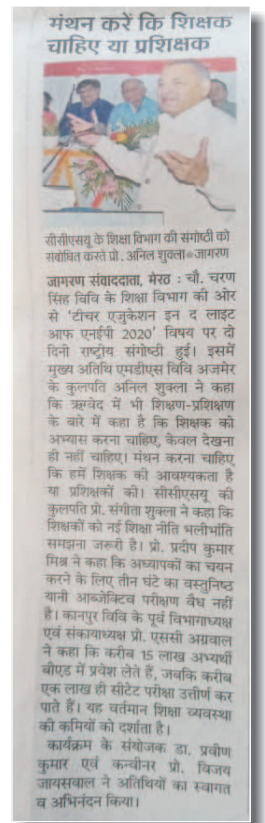 मंथन करें कि शिक्षक
चाहिए या प्रशिक्षक
सीसीएसयू के शिक्षा विभाग की संगोष्ठी को
संबोधित करते प्रो. अनिल शुक्ला●जागरण
जागरण संवाददाता, मेरठ : चौ. चरण
सिंह विवि के शिक्षा विभाग की ओर
से 'टीचर एजुकेशन इन द लाइट
आफ एनईपी 2020' विषय पर दो
दिनी राष्ट्रीय संगोष्ठी हुई। इसमें
मुख्य अतिथि एमडीएस विवि अजमेर
के कुलपति अनिल शुक्ला ने कहा
कि ऋग्वेद में भी शिक्षण-प्रशिक्षण
के बारे में कहा है कि शिक्षक को
अभ्यास करना चाहिए, केवल देखना
ही नहीं चाहिए। मंथन करना चाहिए
कि हमें शिक्षक की आवश्यकता है
या प्रशिक्षकों की। सीसीएसयू की
कुलपति प्रो. संगीता शुक्ला ने कहा कि
शिक्षकों को नई शिक्षा नीति भलीभांति
समझना जरूरी है। प्रो. प्रदीप कुमार
मिश्र ने कहा कि अध्यापकों का चयन
करने के लिए तीन घंटे का वस्तुनिष्ठ
यानी आब्जेक्टिव परीक्षण वैध नहीं
है। कानपुर विवि के पूर्व विभागाध्यक्ष
एवं संकायाध्यक्ष प्रो. एससी अग्रवाल
ने कहा कि करीब 15 लाख अभ्यर्थी
बीएड में प्रवेश लेते हैं, जबकि करीब
एक लाख ही सीटेट परीक्षा उत्तीर्ण कर
पाते हैं। यह वर्तमान शिक्षा व्यवस्था
की कमियों को दर्शाता है।
कार्यक्रम के संयोजक डा. प्रवीण
कुमार एवं कन्वीनर प्रो. विजय
जायसवाल ने अतिथियों का स्वागत
व अभिनंदन किया।